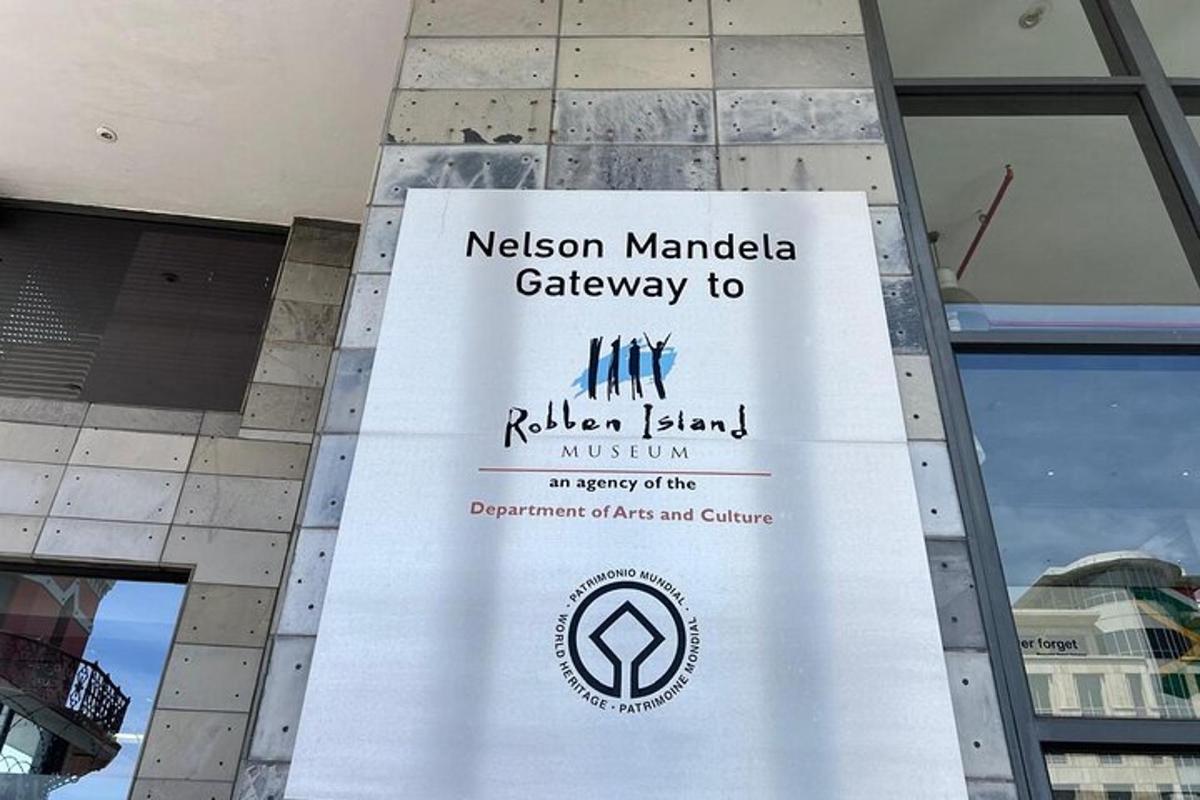 Nelson Mandela
Gateway to
Robben Island
MUSEUM
an agency of the
Department of Arts and Culture
· PATRIMONIO MUNDIAL ·
WORLD HERITAGE · PATRIMOINE MONDIAL
er forget